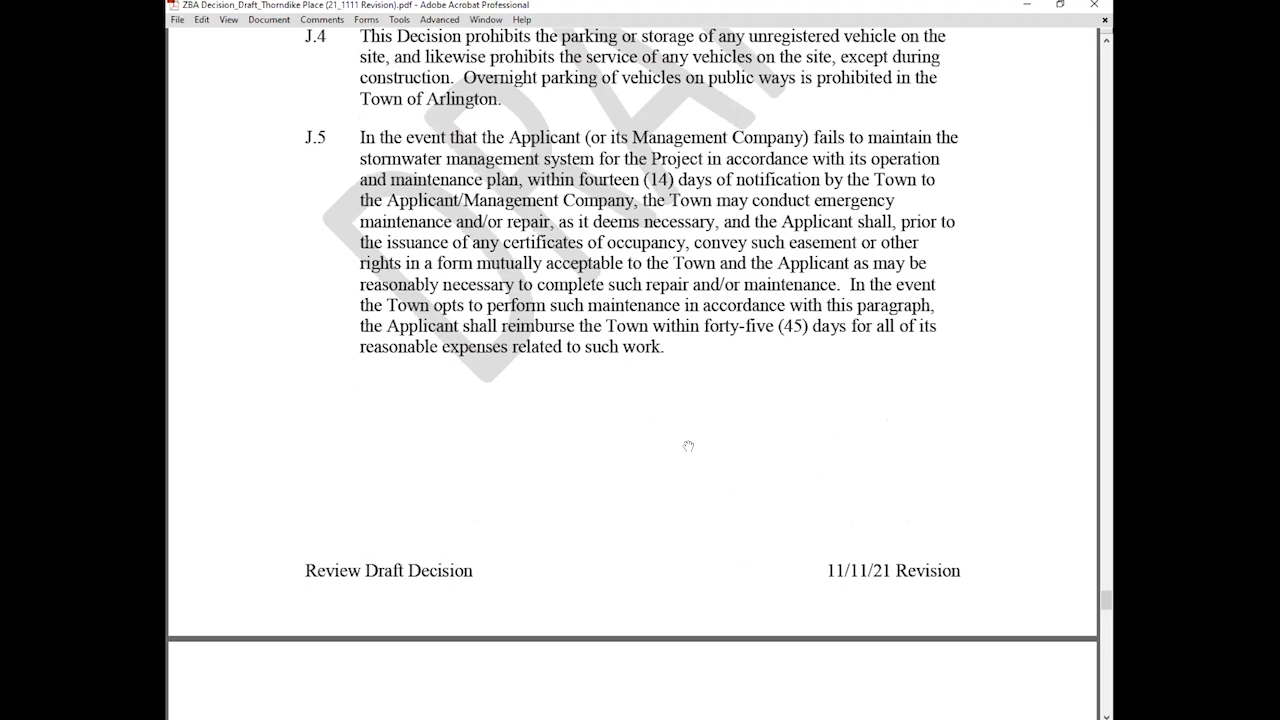 ZBA Decision_Draft_Thorndike Place (21_1111 Revision).pdf - Adobe Acrobat Professional
File Edit View Document Comments Forms Tools Advanced Window Help
J.4 This Decision prohibits the parking or storage of any unregistered vehicle on the
site, and likewise prohibits the service of any vehicles on the site, except during
construction. Overnight parking of vehicles on public ways is prohibited in the
Town of Arlington.
J.5 In the event that the Applicant (or its Management Company) fails to maintain the
stormwater management system for the Project in accordance with its operation
and maintenance plan, within fourteen (14) days of notification by the Town to
the Applicant/Management Company, the Town may conduct emergency
maintenance and/or repair, as it deems necessary, and the Applicant shall, prior to
the issuance of any certificates of occupancy, convey such easement or other
rights in a form mutually acceptable to the Town and the Applicant as may be
reasonably necessary to complete such repair and/or maintenance. In the event
the Town opts to perform such maintenance in accordance with this paragraph,
the Applicant shall reimburse the Town within forty-five (45) days for all of its
reasonable expenses related to such work.
DRA
Review Draft Decision 11/11/21 Revision